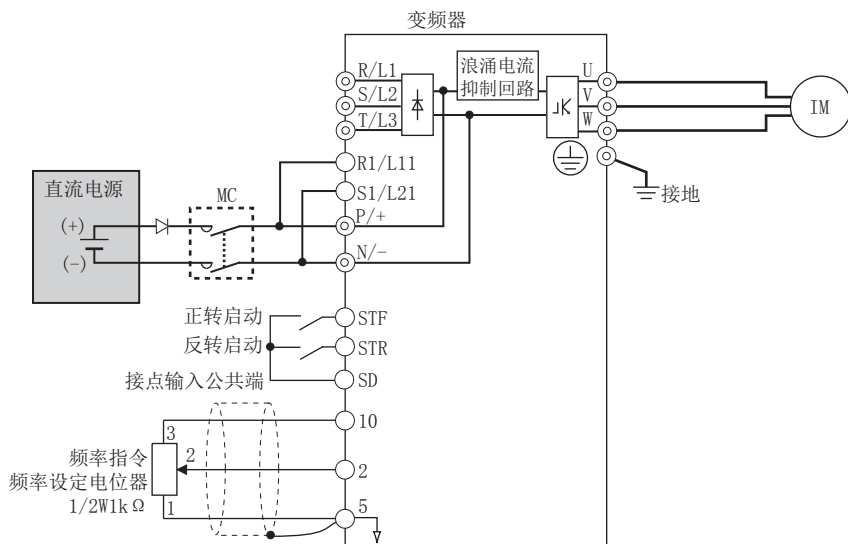 变频器
R/L1
S/L2
T/L3
浪涌电流
抑制回路
U
V
W
IM
R1/L11
S1/L21
接地
直流电源
(+)
(-)
MC
P/+
N/-
正转启动
STF
反转启动
STR
接点输入公共端
SD
10
3
2
频率指令
频率设定电位器
1/2W1kΩ
2
1
5